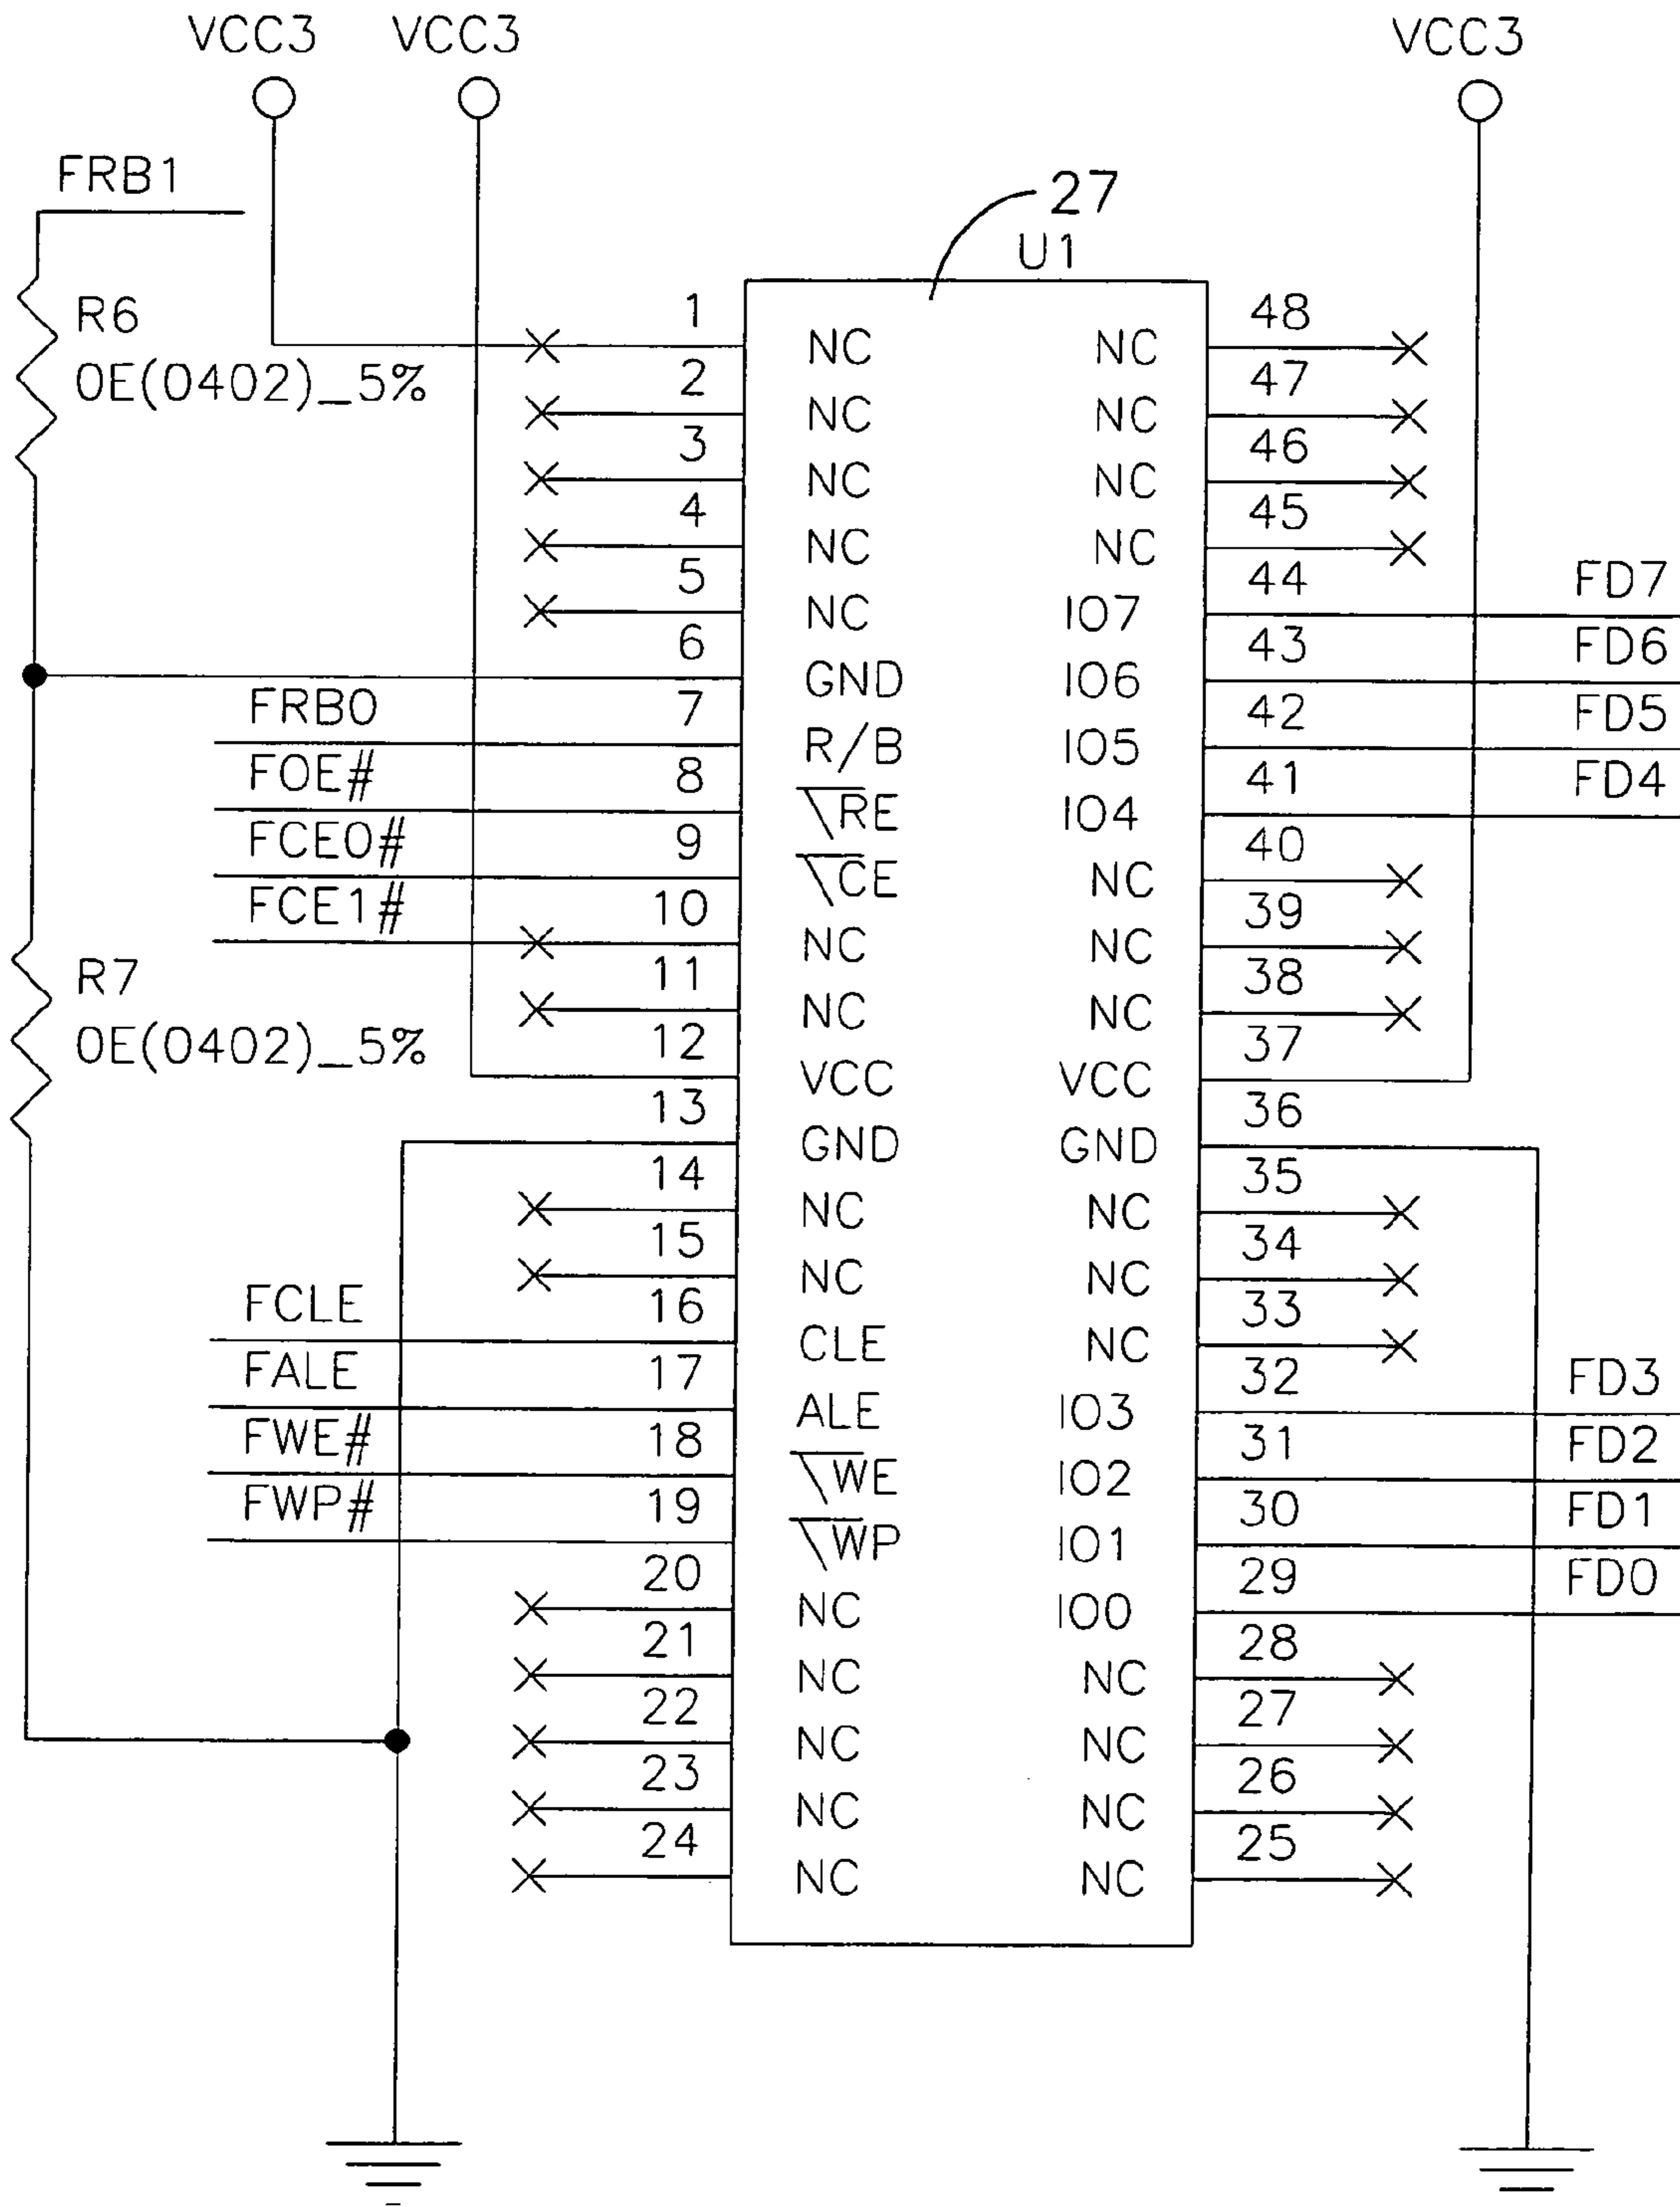 VCC3 VCC3 VCC3
FRB1
27
U1
R6
0E(0402)_5%
1 NC NC 48
2 NC NC 47
3 NC NC 46
4 NC NC 45
5 NC IO7 44 FD7
6 GND IO6 43 FD6
FRB0 7 R/B IO5 42 FD5
FOE# 8 \RE IO4 41 FD4
FCE0# 9 \CE NC 40
FCE1# 10 NC NC 39
R7
0E(0402)_5%
11 NC NC 38
12 VCC VCC 37
13 GND GND 36
14 NC NC 35
15 NC NC 34
FCLE 16 CLE NC 33
FALE 17 ALE IO3 32 FD3
FWE# 18 \WE IO2 31 FD2
FWP# 19 \WP IO1 30 FD1
20 NC IO0 29 FD0
21 NC NC 28
22 NC NC 27
23 NC NC 26
24 NC NC 25